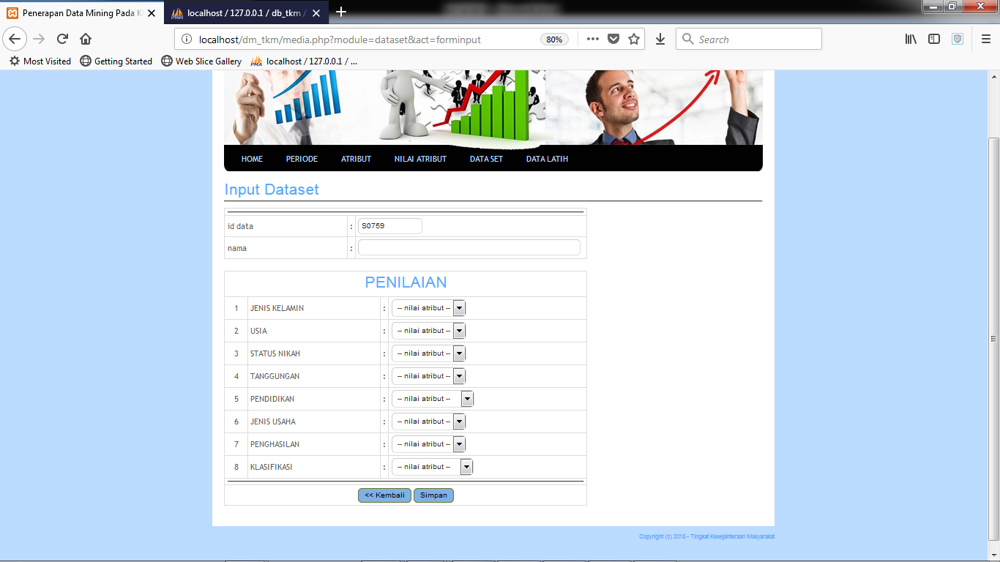 Penerapan Data Mining Pada K
localhost / 127.0.0.1 / db_tkm /
localhost/dm_tkm/media.php?module=dataset&act=forminput
80%
Search
Most Visited
Getting Started
Web Slice Gallery
PMA
localhost / 127.0.0.1 / ...
HOME PERIODE ATRIBUT NILAI ATRIBUT DATA SET DATA LATIH
Input Dataset
id data : S0759
nama :
PENILAIAN
1 JENIS KELAMIN : -- nilai atribut --
2 USIA : -- nilai atribut --
3 STATUS NIKAH : -- nilai atribut --
4 TANGGUNGAN : -- nilai atribut --
5 PENDIDIKAN : -- nilai atribut --
6 JENIS USAHA : -- nilai atribut --
7 PENGHASILAN : -- nilai atribut --
8 KLASIFIKASI : -- nilai atribut --
<< Kembali Simpan
Copyright (c) 2018 - Tingkat Kesejahteraan Masyarakat